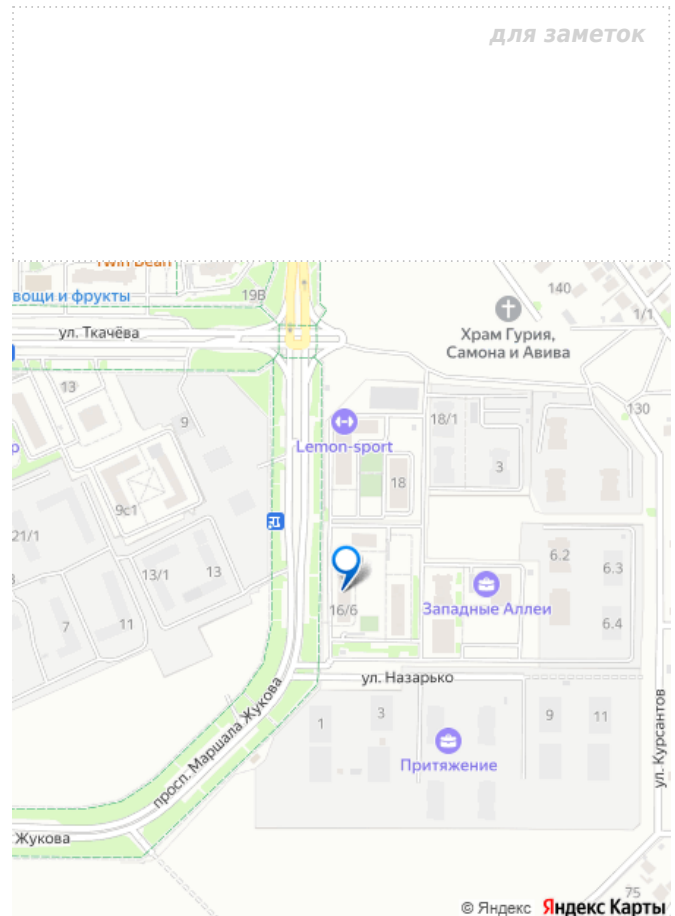 для заметок
Twin Bean
вощи и фрукты
19В
140
1/1
ул. Ткачёва
Храм Гурия,
Самона и Авива
13
9
130
18/1
Lemon-sport
3
18
9с1
21/1
6.2
6.3
13/1
13
Западные Аллеи
16/6
6.4
7
11
ул. Назарько
просп. Маршала Жукова
1
3
9
11
ул. Курсантов
Притяжение
Жукова
75
© Яндекс Яндекс Карты